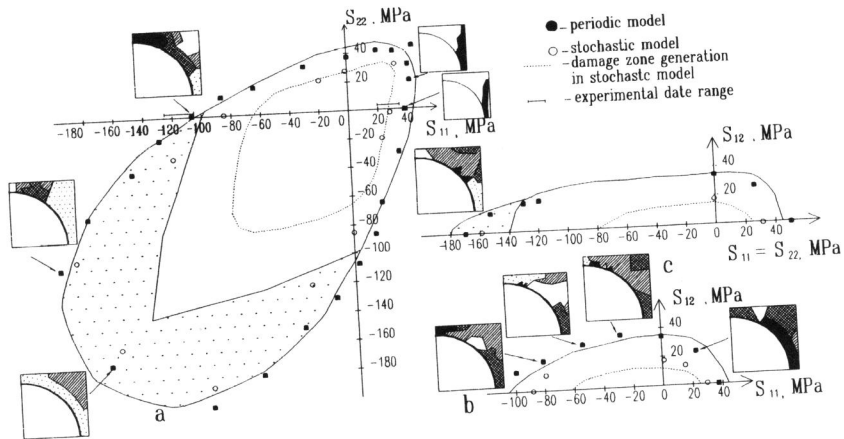 S22, MPa
40
20
-180 -160 -140 -120 -100 -80 -60 -40 -20 0 20 40
S11, MPa
-20
-40
-60
-80
-100
-120
-140
-160
-180
a
- periodic model
- stochastic model
- damage zone generation
in stochastc model
- experimental date range
S12, MPa
40
20
-180 -160 -140 -120 -100 -80 -60 -40 -20 0 20 40
S11 = S22, MPa
c
S12, MPa
40
20
-100 -80 -60 -40 -20 0 20 40
S11, MPa
b